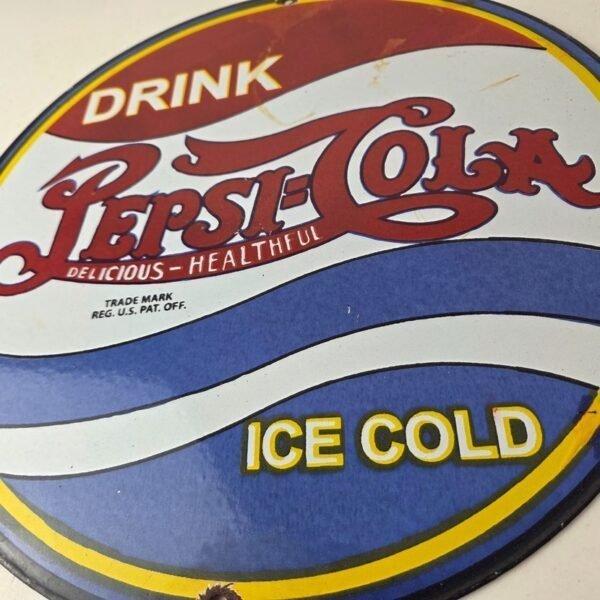 DRINK
PEPSI=COLA
DELICIOUS - HEALTHFUL
TRADE MARK
REG. U.S. PAT. OFF.
ICE COLD